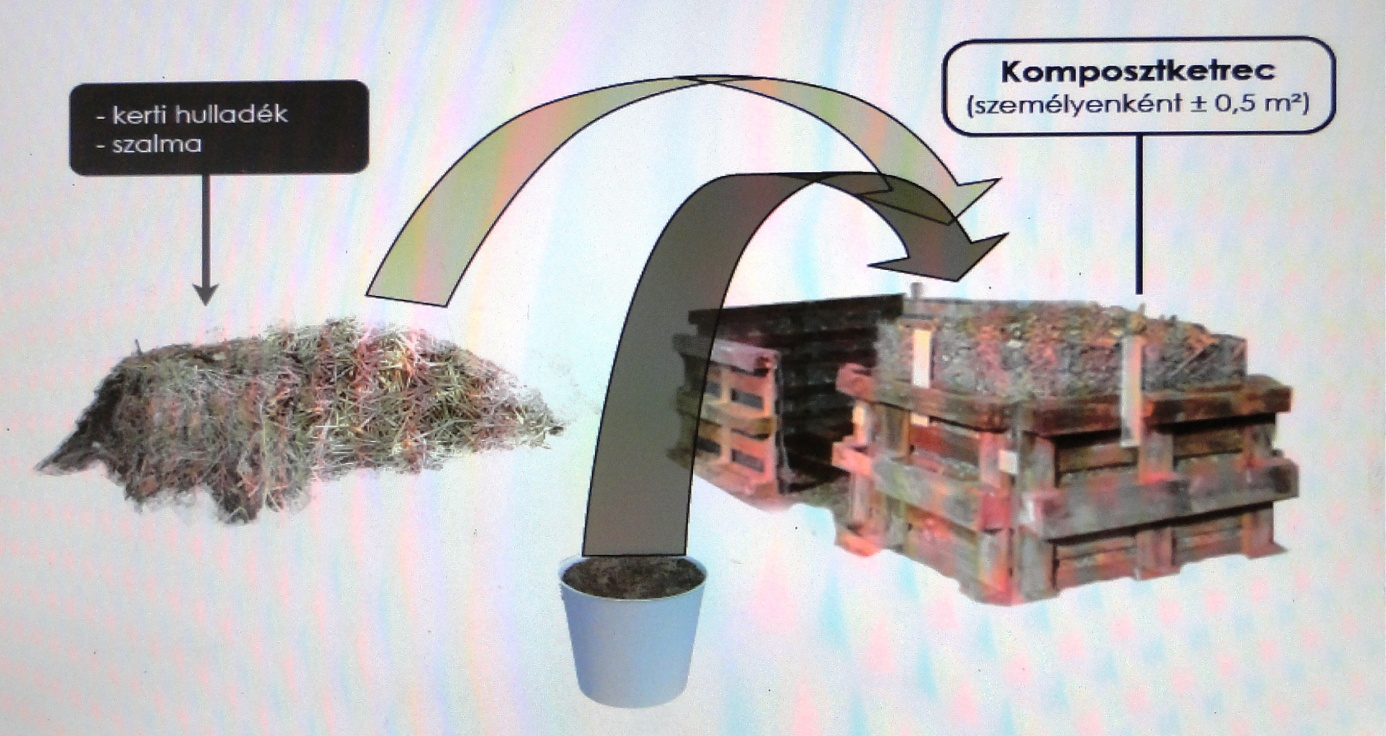 - kerti hulladék
- szalma
Komposztketrec
(személyenként ± 0,5 m²)